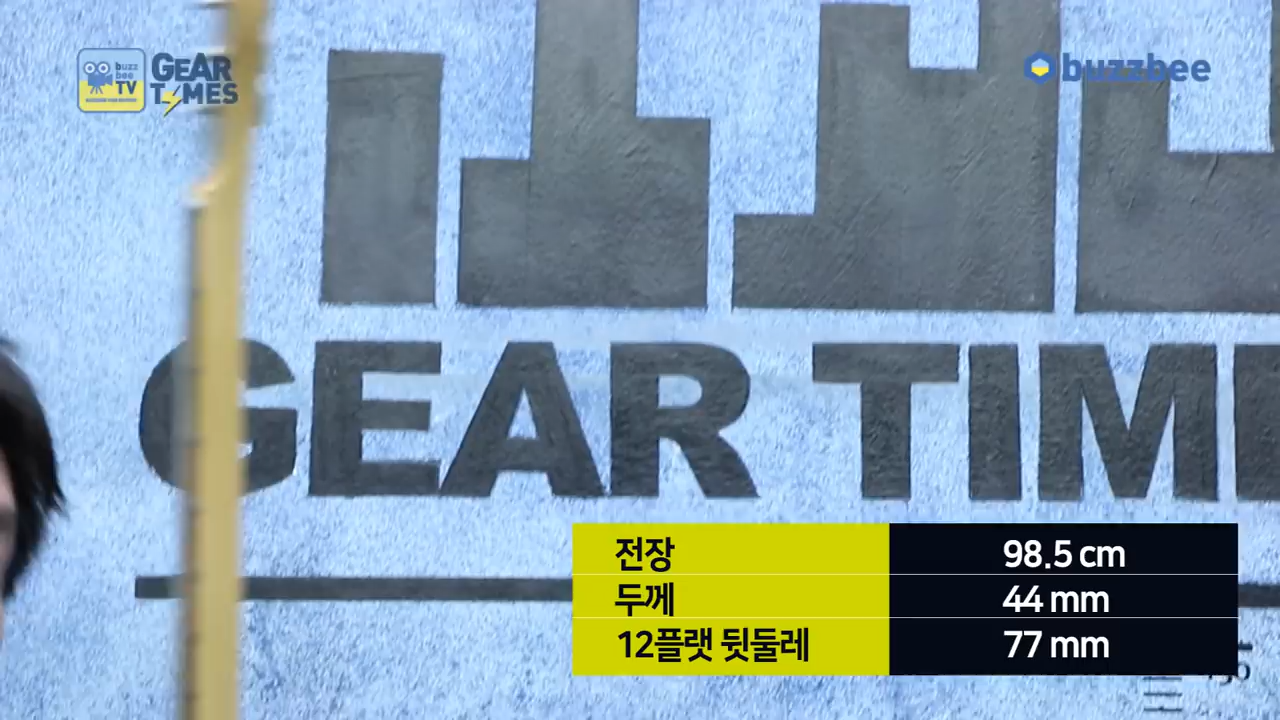 buzz
bee
TV
GEAR
TIMES
buzzbee
GEAR TIM
전장 98.5 cm
두께 44 mm
12플랫 뒷둘레 77 mm